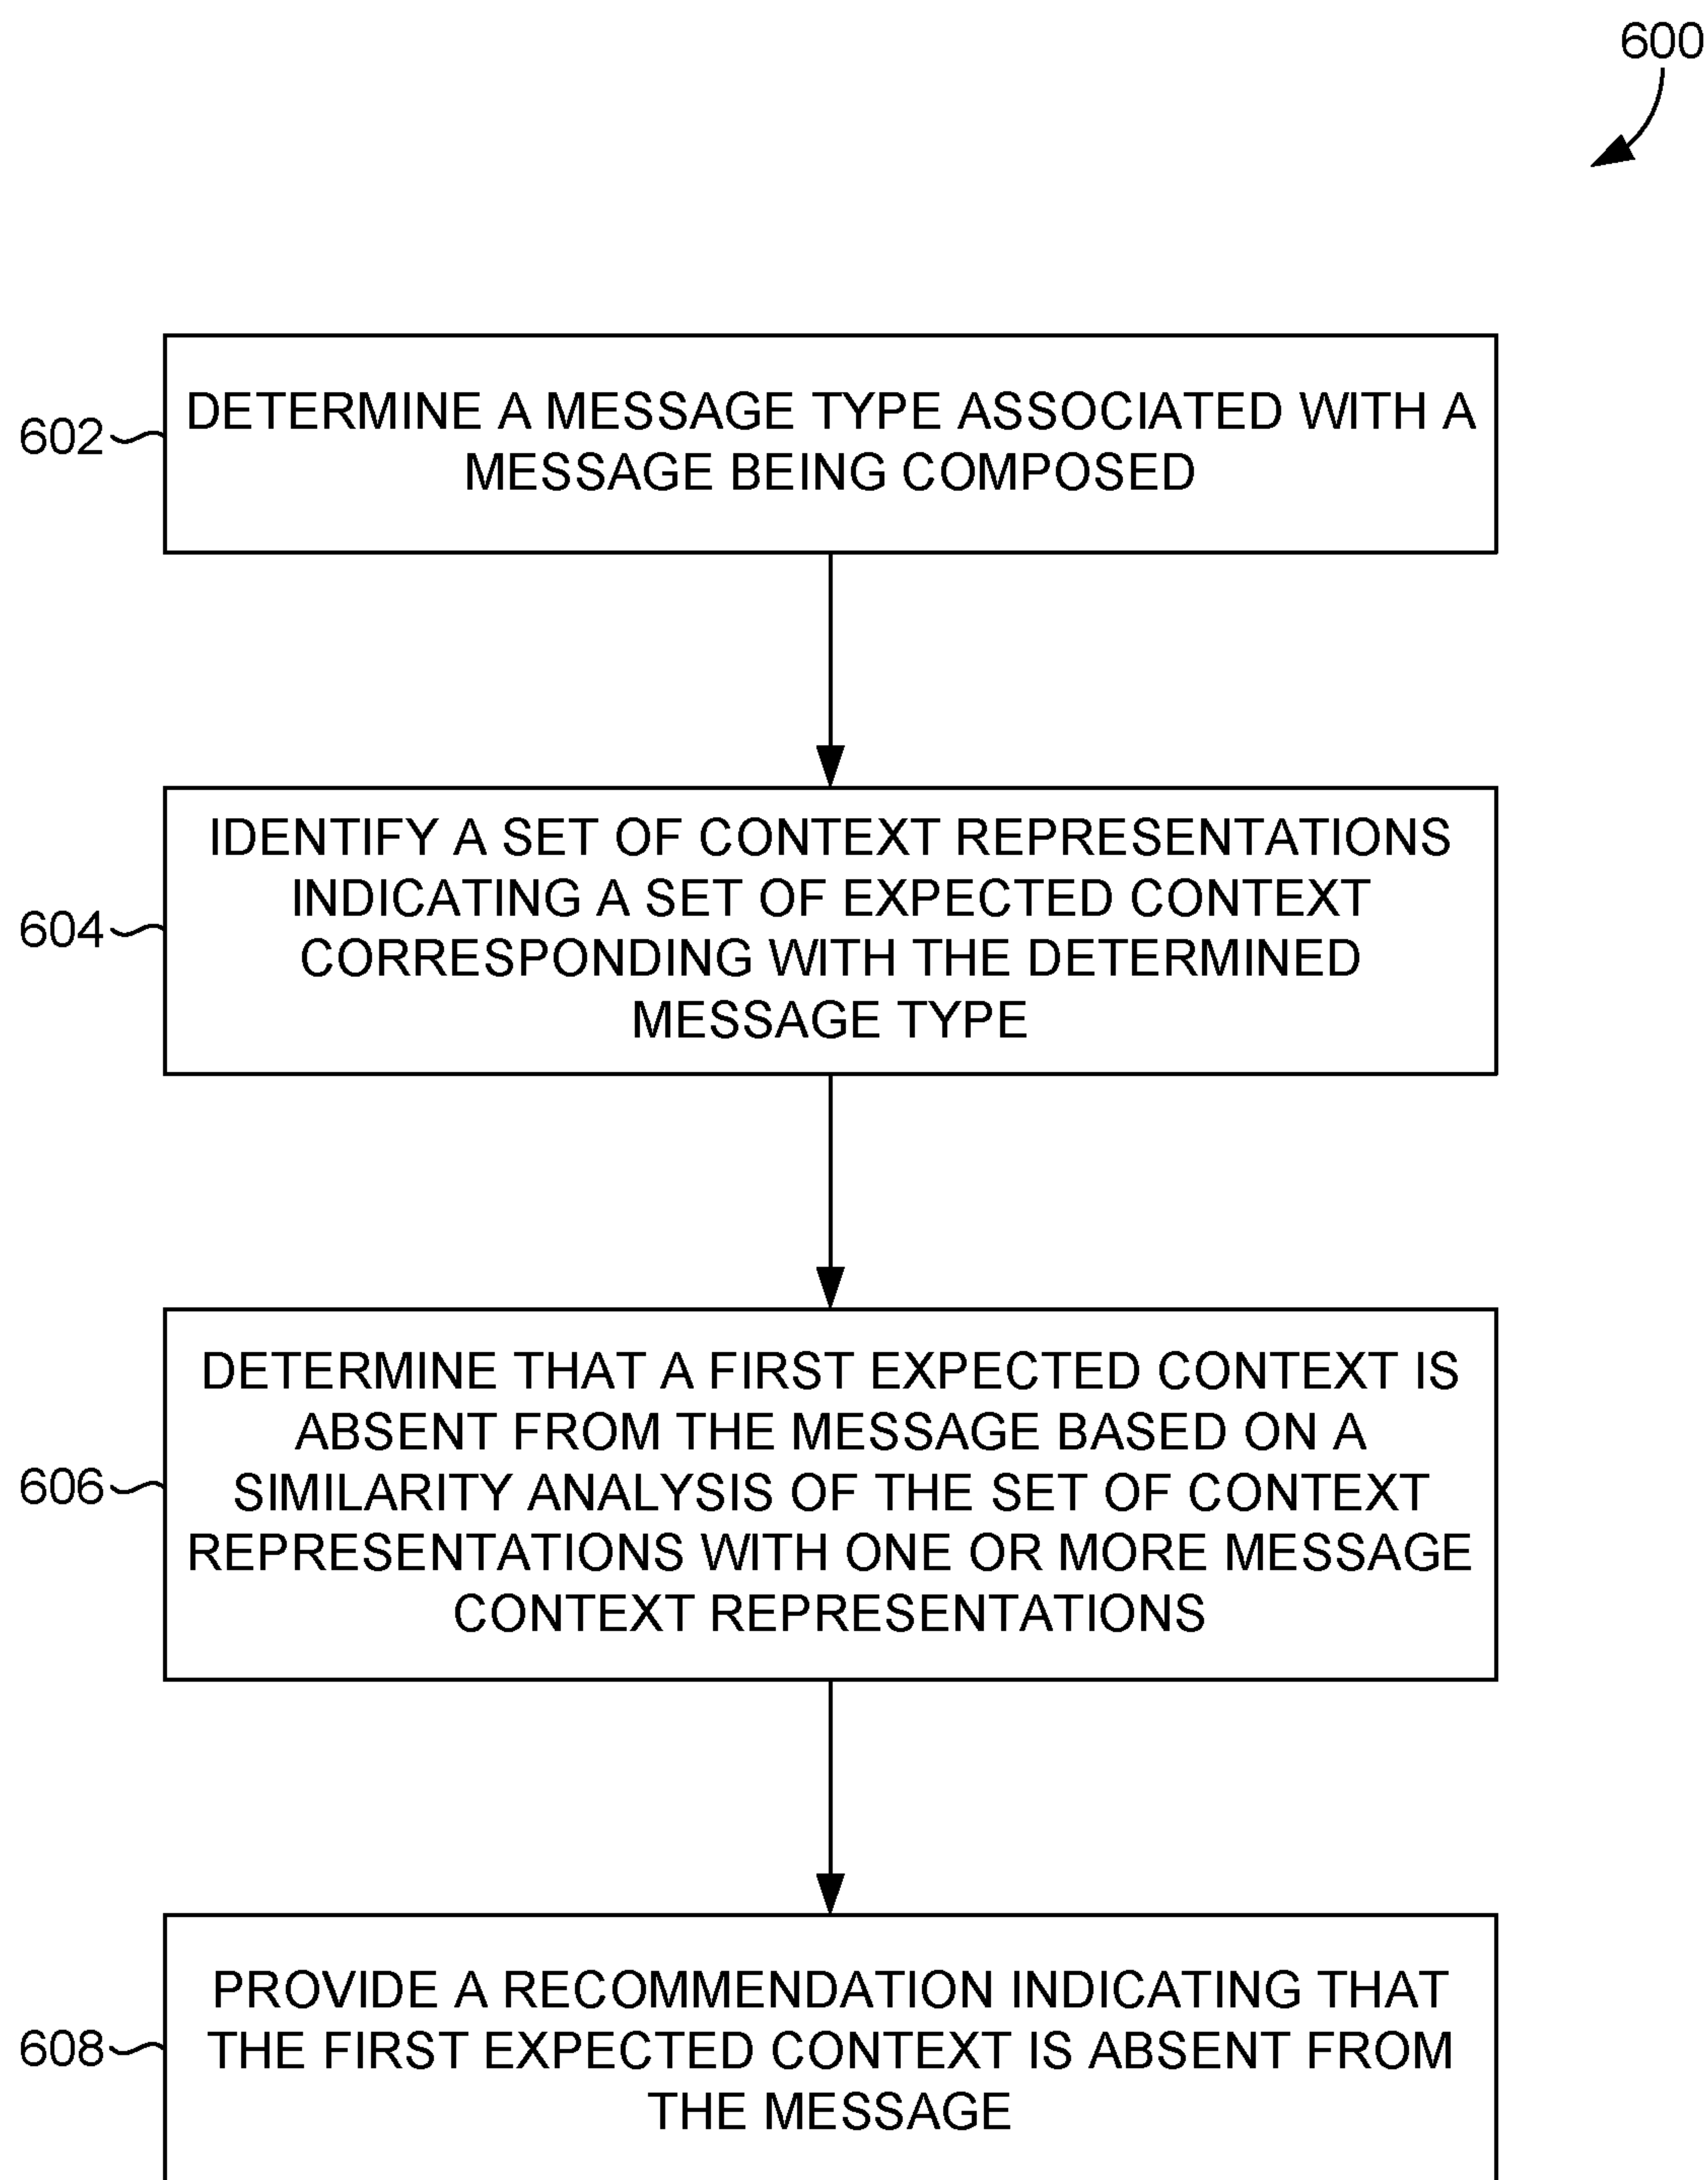 600
602
DETERMINE A MESSAGE TYPE ASSOCIATED WITH A
MESSAGE BEING COMPOSED
604
IDENTIFY A SET OF CONTEXT REPRESENTATIONS
INDICATING A SET OF EXPECTED CONTEXT
CORRESPONDING WITH THE DETERMINED
MESSAGE TYPE
606
DETERMINE THAT A FIRST EXPECTED CONTEXT IS
ABSENT FROM THE MESSAGE BASED ON A
SIMILARITY ANALYSIS OF THE SET OF CONTEXT
REPRESENTATIONS WITH ONE OR MORE MESSAGE
CONTEXT REPRESENTATIONS
608
PROVIDE A RECOMMENDATION INDICATING THAT
THE FIRST EXPECTED CONTEXT IS ABSENT FROM
THE MESSAGE